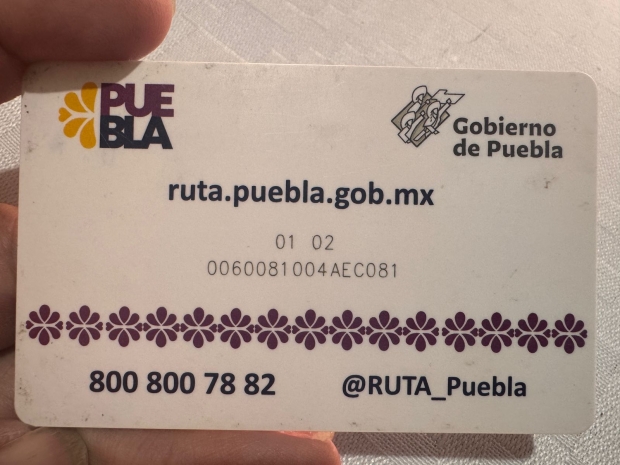 PUE
BLA
Gobierno
de Puebla
ruta.puebla.gob.mx
01 02
0060081004AEC081
800 800 78 82
@RUTA_Puebla